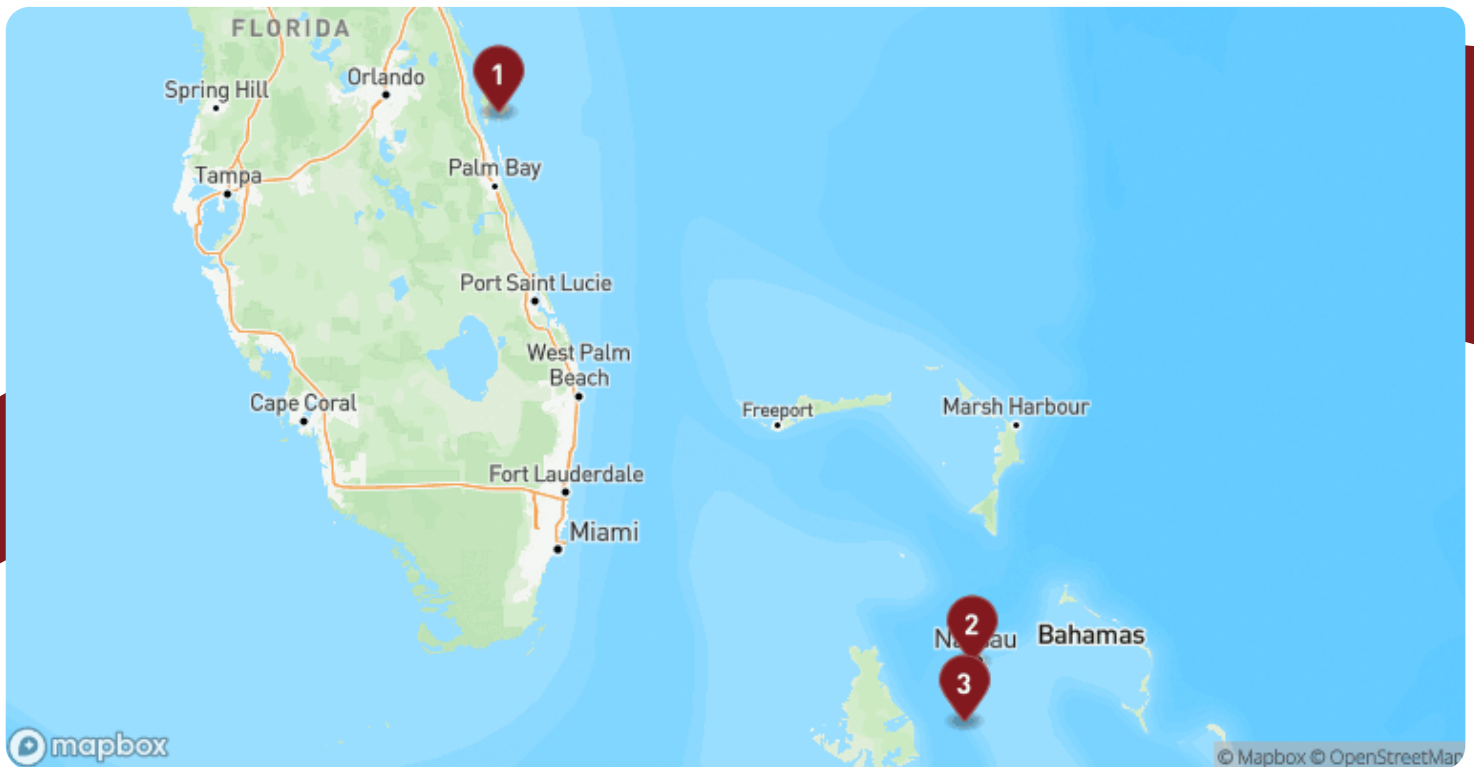 FLORIDA
1
Orlando
Spring Hill
Palm Bay
Tampa
Port Saint Lucie
West Palm
Beach
Cape Coral
Freeport
Marsh Harbour
Fort Lauderdale
Miami
2
Bahamas
3
mapbox
© Mapbox © OpenStreetMap